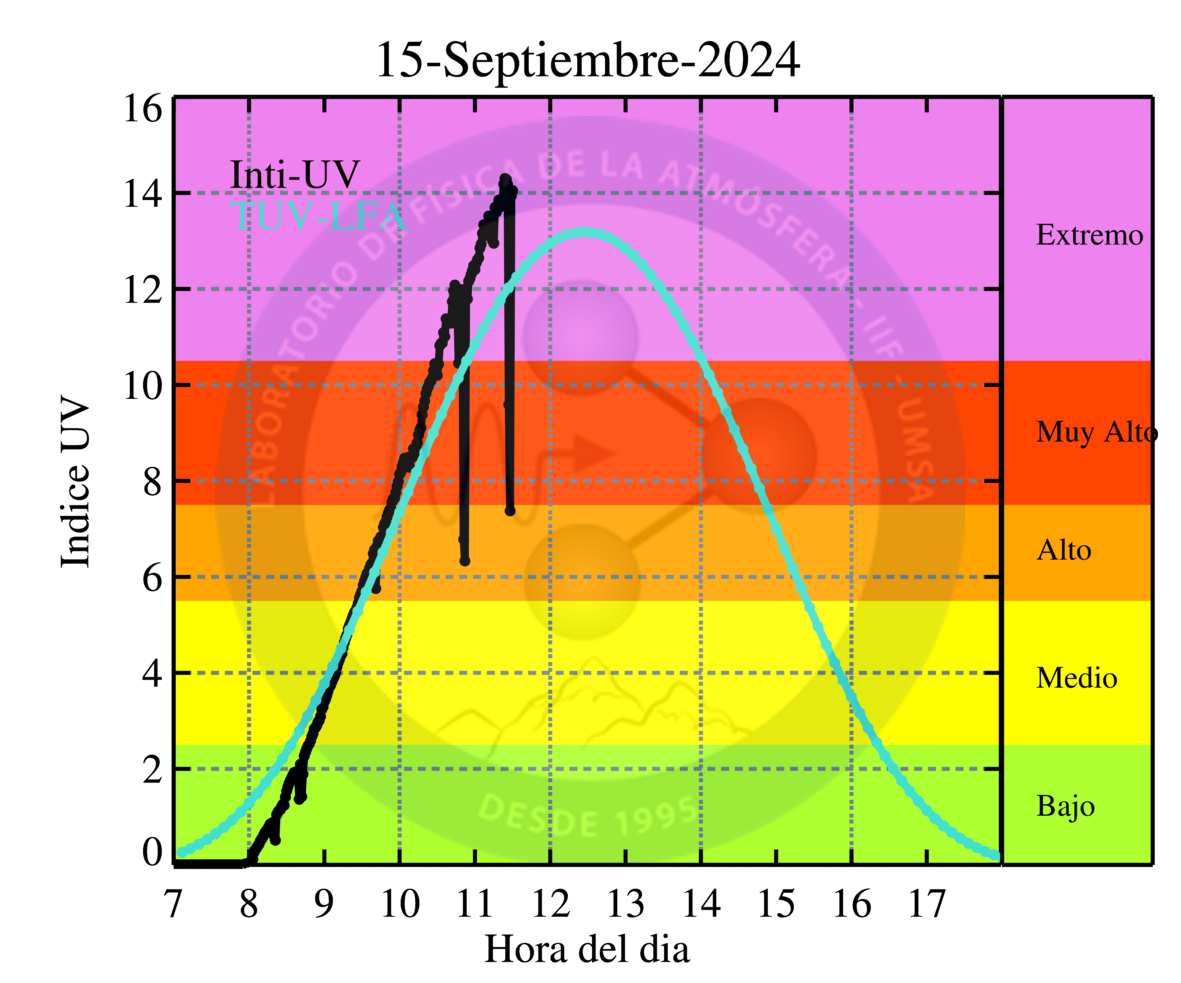 15-Septiembre-2024
16
14
12
10
8
6
4
2
0
Indice UV
Inti-UV
TUV-LFA
LABORATORIO DE FÍSICA DE LA ATMÓSFERA - IIF - UMSA
DESDE 1995
Extremo
Muy Alto
Alto
Medio
Bajo
7 8 9 10 11 12 13 14 15 16 17
Hora del dia